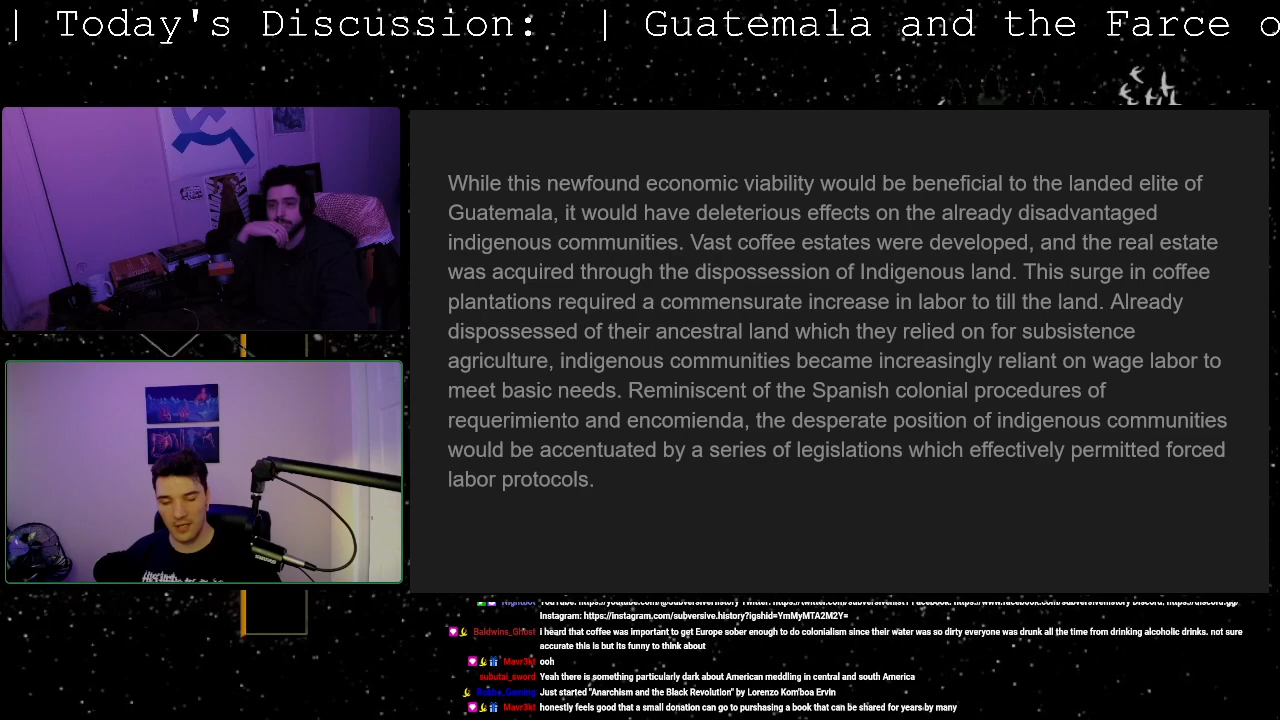 | Today's Discussion: | Guatemala and the Farce o
While this newfound economic viability would be beneficial to the landed elite of
Guatemala, it would have deleterious effects on the already disadvantaged
indigenous communities. Vast coffee estates were developed, and the real estate
was acquired through the dispossession of Indigenous land. This surge in coffee
plantations required a commensurate increase in labor to till the land. Already
dispossessed of their ancestral land which they relied on for subsistence
agriculture, indigenous communities became increasingly reliant on wage labor to
meet basic needs. Reminiscent of the Spanish colonial procedures of
requerimiento and encomienda, the desperate position of indigenous communities
would be accentuated by a series of legislations which effectively permitted forced
labor protocols.
Instagram: https://instagram.com/subversive.history?igshid=YmMyMTA2M2Y=
Baldwins_Ghost i heard that coffee was important to get Europe sober enough to do colonialism since their water was so dirty everyone was drunk all the time from drinking alcoholic drinks. not sure
accurate this is but its funny to think about
Mavr3kt ooh
subutai_sword Yeah there is something particularly dark about American meddling in central and south America
Just started "Anarchism and the Black Revolution" by Lorenzo Kom'boa Ervin
Mavr3kt honestly feels good that a small donation can go to purshasing a book that can be shared for years by many